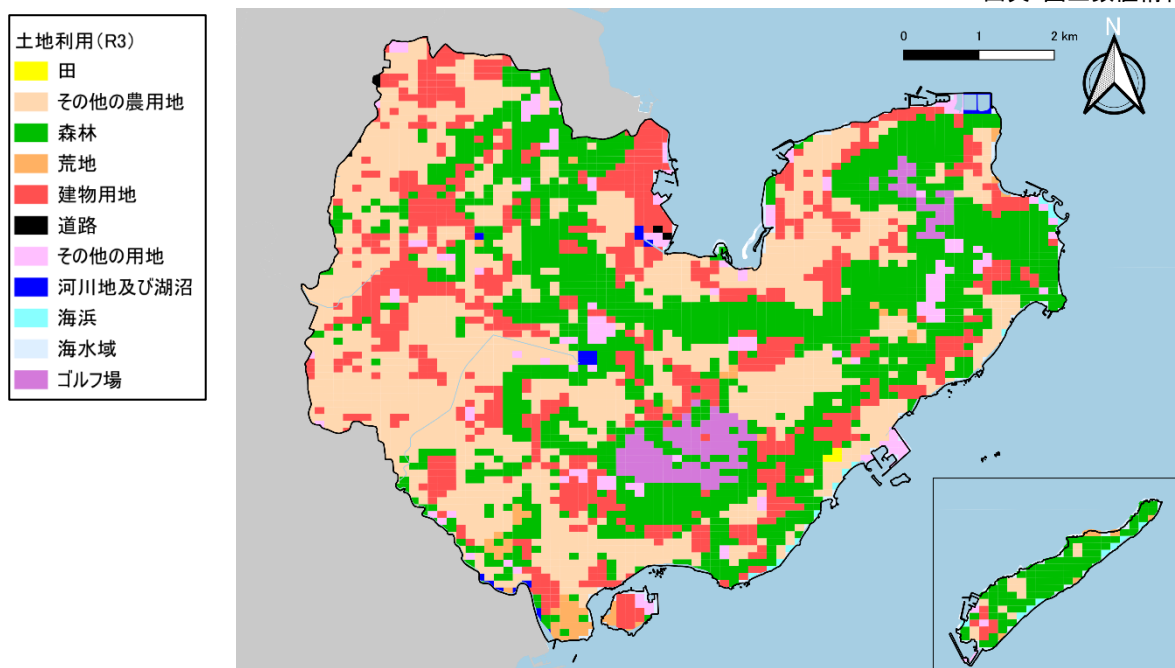 土地利用(R3)
田
その他の農用地
森林
荒地
建物用地
道路
その他の用地
河川地及び湖沼
海浜
海水域
ゴルフ場
0 1 2 km
N